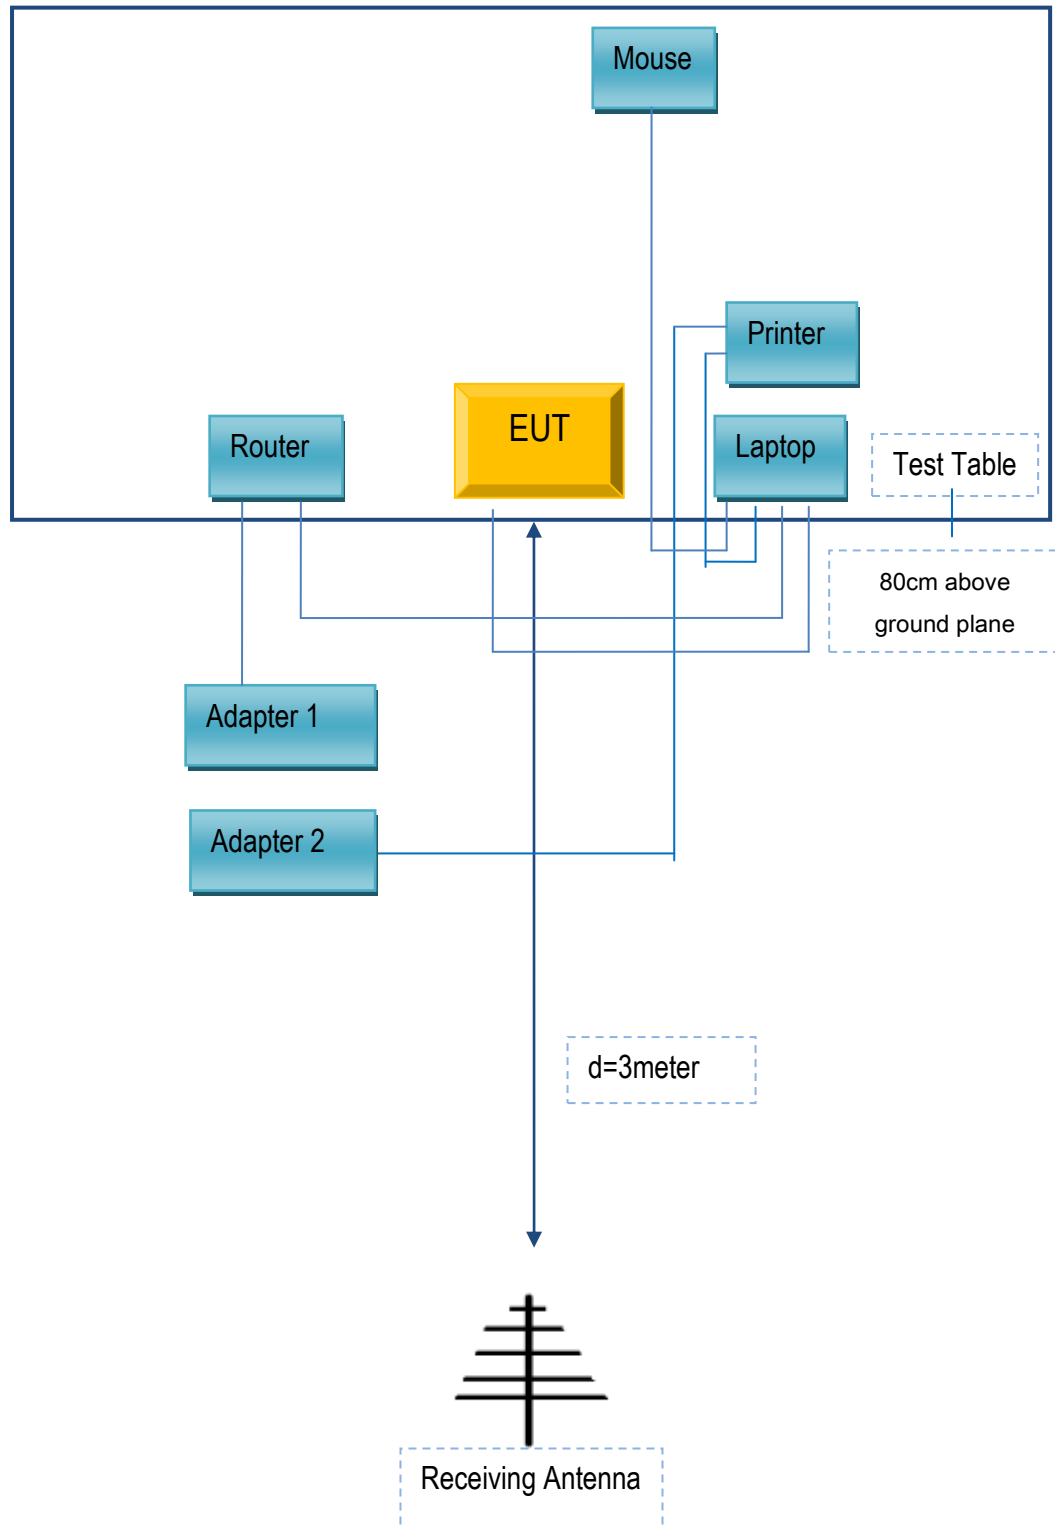 Mouse
Printer
EUT
Router
Laptop
Test Table
80cm above
ground plane
Adapter 1
Adapter 2
d=3meter
Receiving Antenna